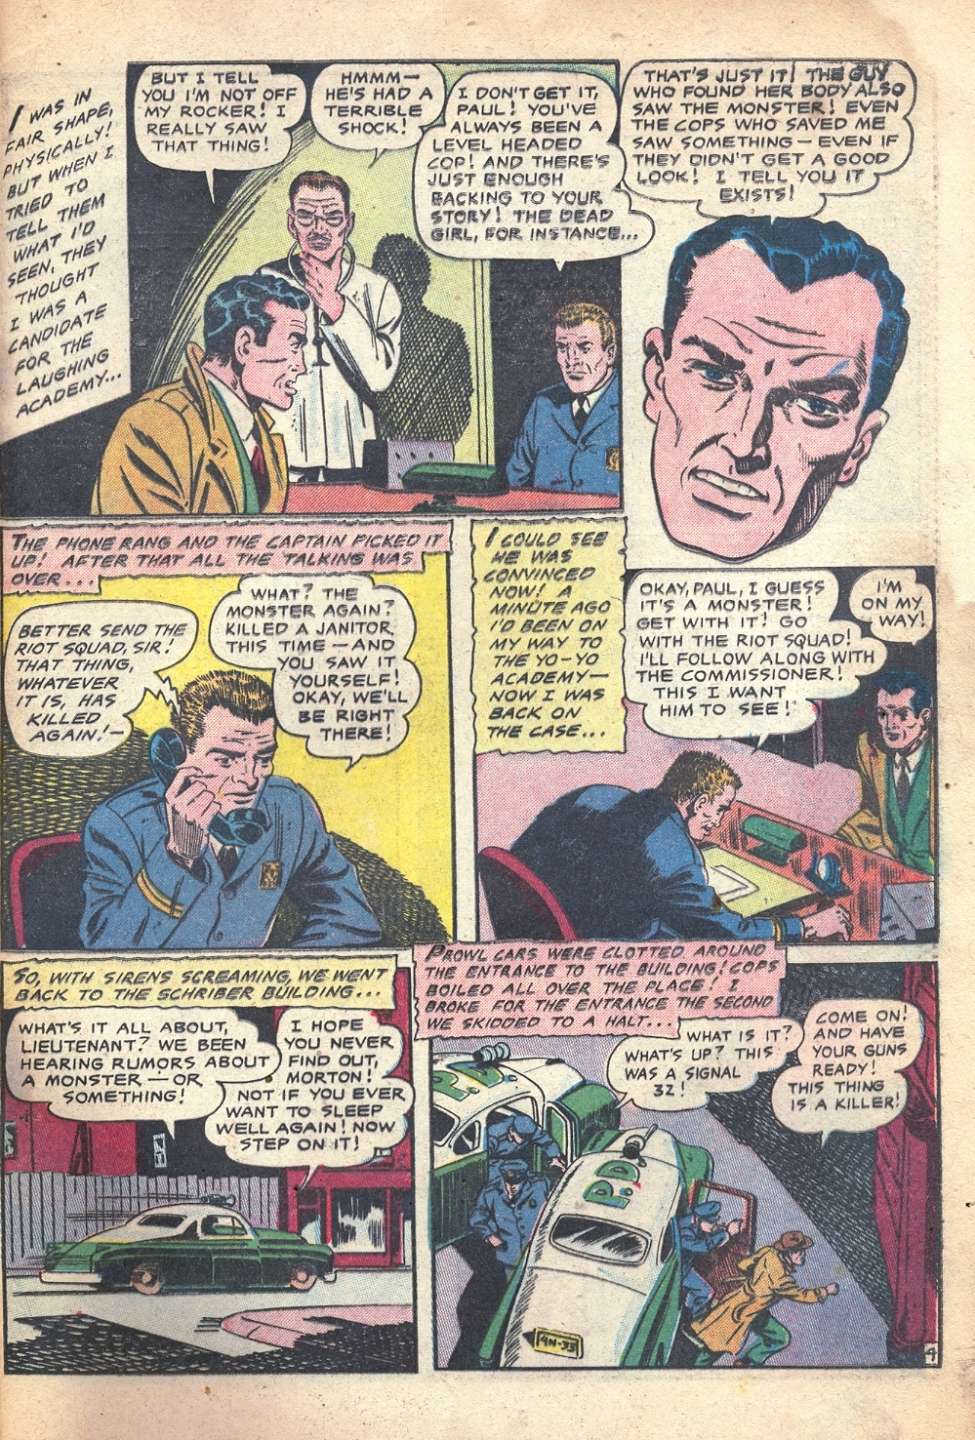 I WAS IN
FAIR SHAPE,
PHYSICALLY!
BUT WHEN I
TRIED TO
TELL THEM
WHAT I'D
SEEN, THEY
THOUGHT
I WAS A
CANDIDATE
FOR THE
LAUGHING
ACADEMY...
BUT I TELL
YOU I'M NOT OFF
MY ROCKER! I
REALLY SAW
THAT THING!
HMMM—
HE'S HAD A
TERRIBLE
SHOCK!
I DON'T GET IT,
PAUL! YOU'VE
ALWAYS BEEN A
LEVEL HEADED
COP! AND THERE'S
JUST ENOUGH
BACKING TO YOUR
STORY! THE DEAD
GIRL, FOR INSTANCE...
THAT'S JUST IT! THE GUY
WHO FOUND HER BODY ALSO
SAW THE MONSTER! EVEN
THE COPS WHO SAVED ME
SAW SOMETHING—EVEN IF
THEY DIDN'T GET A GOOD
LOOK! I TELL YOU IT
EXISTS!
THE PHONE RANG AND THE CAPTAIN PICKED IT
UP! AFTER THAT ALL THE TALKING WAS
OVER...
BETTER SEND THE
RIOT SQUAD, SIR!
THAT THING,
WHATEVER
IT IS, HAS
KILLED
AGAIN!—
WHAT? THE
MONSTER AGAIN?
KILLED A JANITOR
THIS TIME—AND
YOU SAW IT
YOURSELF!
OKAY, WE'LL
BE RIGHT
THERE!
I COULD SEE
HE WAS
CONVINCED
NOW! A
MINUTE AGO
I'D BEEN ON
MY WAY TO
THE YO-YO
ACADEMY—
NOW I WAS
BACK ON
THE CASE...
OKAY, PAUL, I GUESS
IT'S A MONSTER!
GET WITH IT! GO
WITH THE RIOT SQUAD!
I'LL FOLLOW ALONG WITH
THE COMMISSIONER!
THIS I WANT
HIM TO SEE!
I'M
ON MY
WAY!
SO, WITH SIRENS SCREAMING, WE WENT
BACK TO THE SCHRIBER BUILDING...
WHAT'S IT ALL ABOUT,
LIEUTENANT? WE BEEN
HEARING RUMORS ABOUT
A MONSTER—OR
SOMETHING!
I HOPE
YOU NEVER
FIND OUT,
MORTON!
NOT IF YOU EVER
WANT TO SLEEP
WELL AGAIN! NOW
STEP ON IT!
PROWL CARS WERE CLOTTED AROUND
THE ENTRANCE TO THE BUILDING! COPS
BOILED ALL OVER THE PLACE! I
BROKE FOR THE ENTRANCE THE SECOND
WE SKIDDED TO A HALT...
WHAT IS IT?
WHAT'S UP? THIS
WAS A SIGNAL
32!
COME ON!
AND HAVE
YOUR GUNS
READY!
THIS THING
IS A KILLER!
P.D.
P.D.
4N-33
4